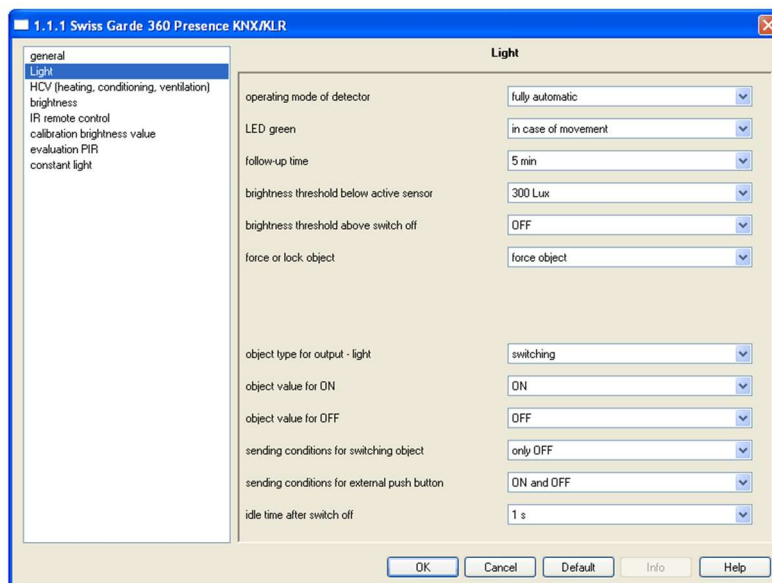 1.1.1 Swiss Garde 360 Presence KNX/KLR
general
Light
HCV (heating, conditioning, ventilation)
brightness
IR remote control
calibration brightness value
evaluation PIR
constant light
Light
operating mode of detector fully automatic
LED green in case of movement
follow-up time 5 min
brightness threshold below active sensor 300 Lux
brightness threshold above switch off OFF
force or lock object force object
object type for output - light switching
object value for ON ON
object value for OFF OFF
sending conditions for switching object only OFF
sending conditions for external push button ON and OFF
idle time after switch off 1 s
OK Cancel Default Info Help